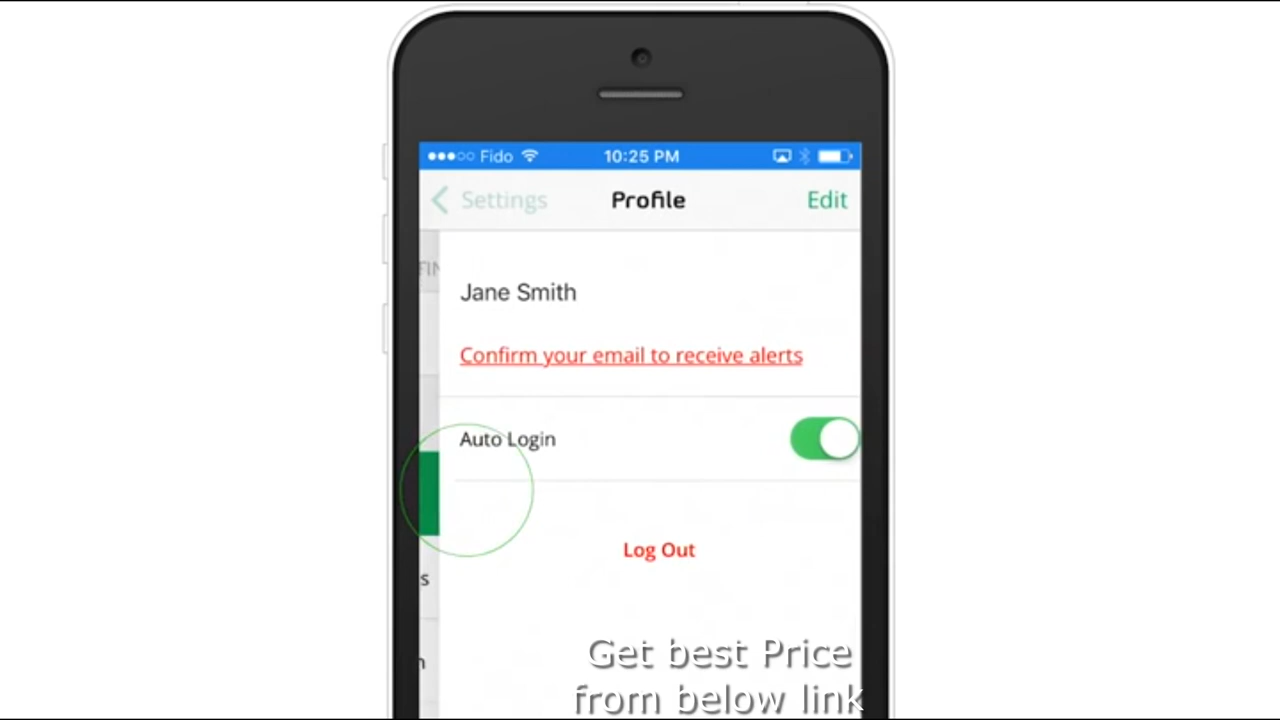 Fido 10:25 PM
Settings Profile Edit
FIN
Jane Smith
Confirm your email to receive alerts
Auto Login
Log Out
s
Get best Price
from below link